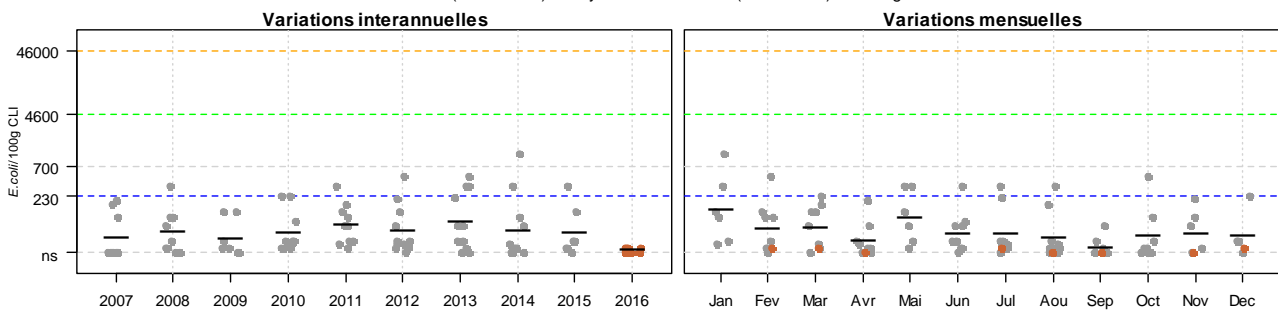 Variations interannuelles
Variations mensuelles
E.coli/100g CLI
46000
4600
700
230
ns
2007 2008 2009 2010 2011 2012 2013 2014 2015 2016
Jan Fev Mar Avr Mai Jun Jul Aou Sep Oct Nov Dec